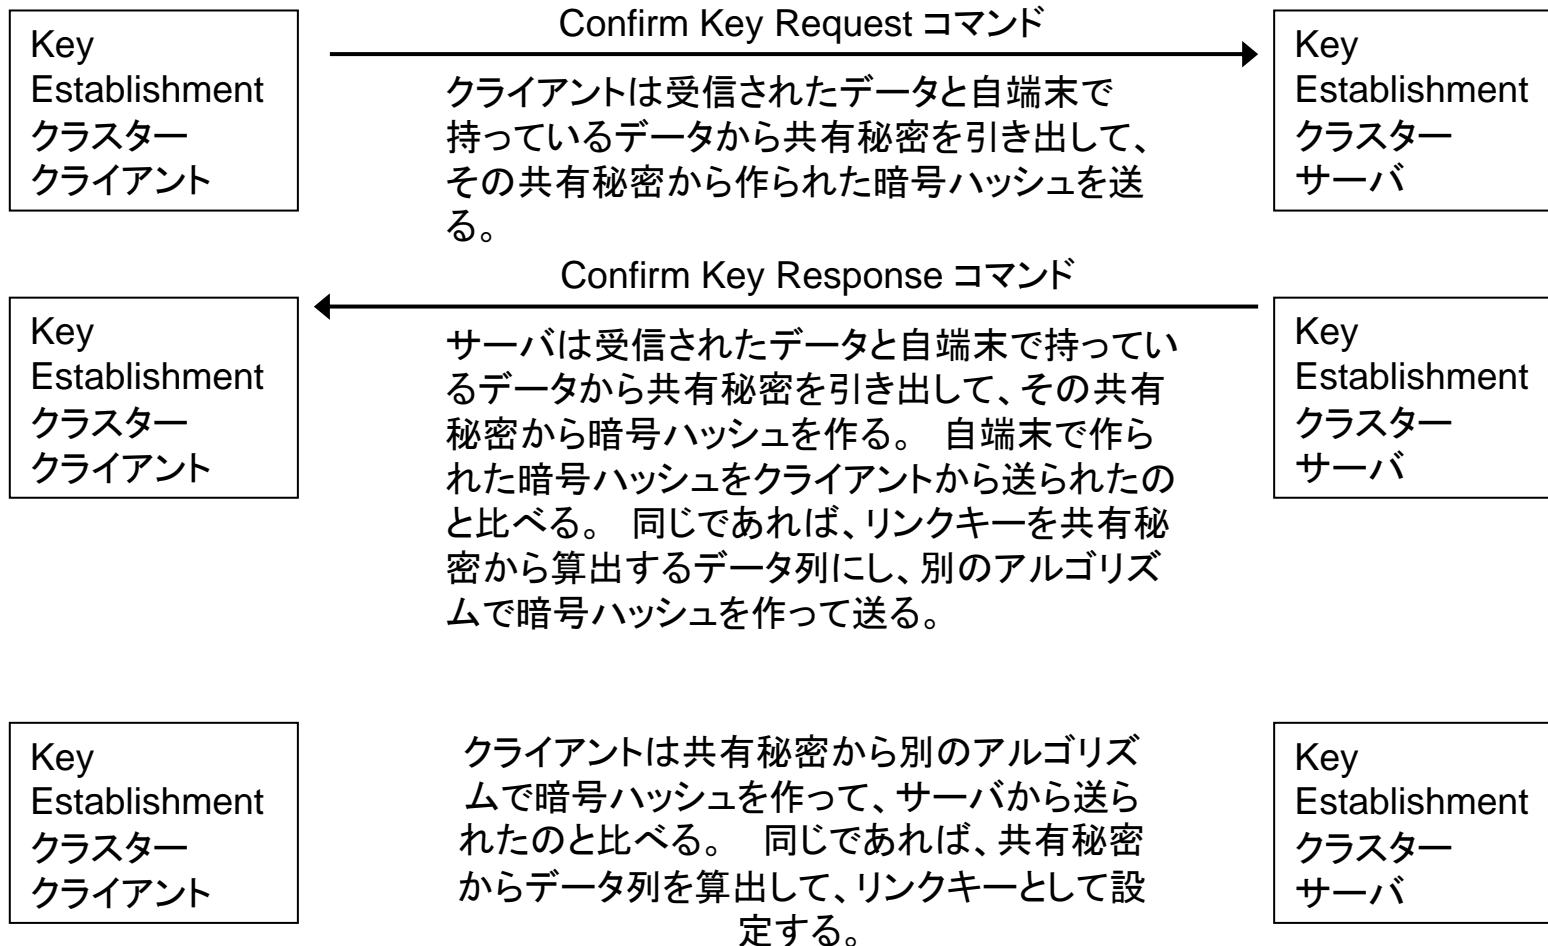 Confirm Key Request コマンド
Key
Establishment
クラスター
クライアント
クライアントは受信されたデータと自端末で
持っているデータから共有秘密を引き出して、
その共有秘密から作られた暗号ハッシュを送
る。
Key
Establishment
クラスター
サーバ
Confirm Key Response コマンド
Key
Establishment
クラスター
クライアント
サーバは受信されたデータと自端末で持ってい
るデータから共有秘密を引き出して、その共有
秘密から暗号ハッシュを作る。 自端末で作ら
れた暗号ハッシュをクライアントから送られたの
と比べる。 同じであれば、リンクキーを共有秘
密から算出するデータ列にし、別のアルゴリズ
ムで暗号ハッシュを作って送る。
Key
Establishment
クラスター
サーバ
Key
Establishment
クラスター
クライアント
クライアントは共有秘密から別のアルゴリズ
ムで暗号ハッシュを作って、サーバから送ら
れたのと比べる。 同じであれば、共有秘密
からデータ列を算出して、リンクキーとして設
定する。
Key
Establishment
クラスター
サーバ